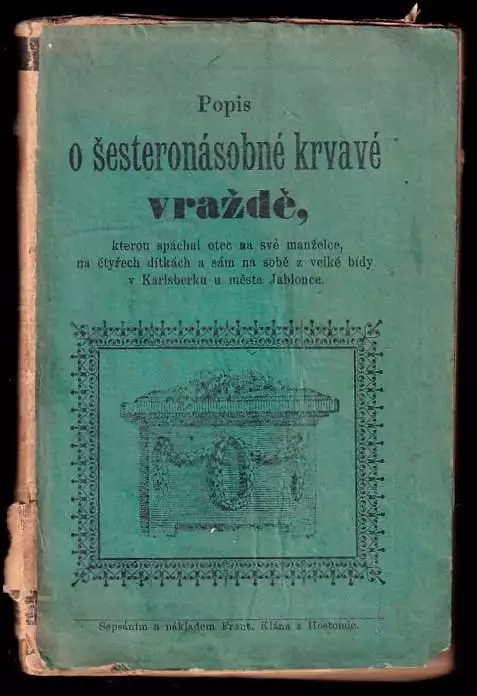 Popis
o šesteronásobné krvavé
vraždě,
kterou spáchal otec na své manželce,
na čtyřech dítkách a sám na sobě z velké bídy
v Karlsberku u města Jablonce.
Sepsáním a nákladem Frant. Klána z Hostomic.